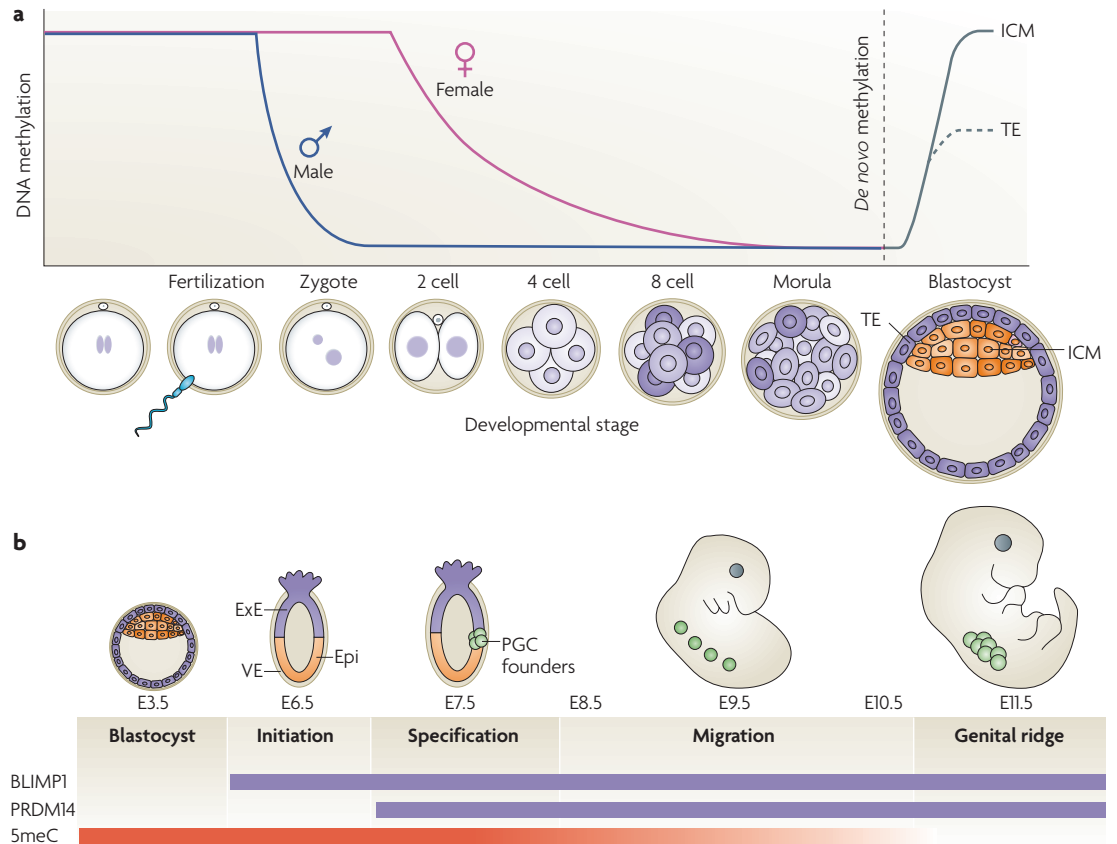 a
DNA methylation
♀
Female
♂
Male
De novo methylation
ICM
TE
Fertilization
Zygote
2 cell
4 cell
8 cell
Morula
Blastocyst
TE
ICM
Developmental stage
b
ExE
VE
Epi
PGC
founders
E3.5
E6.5
E7.5
E8.5
E9.5
E10.5
E11.5
Blastocyst
Initiation
Specification
Migration
Genital ridge
BLIMP1
PRDM14
5meC